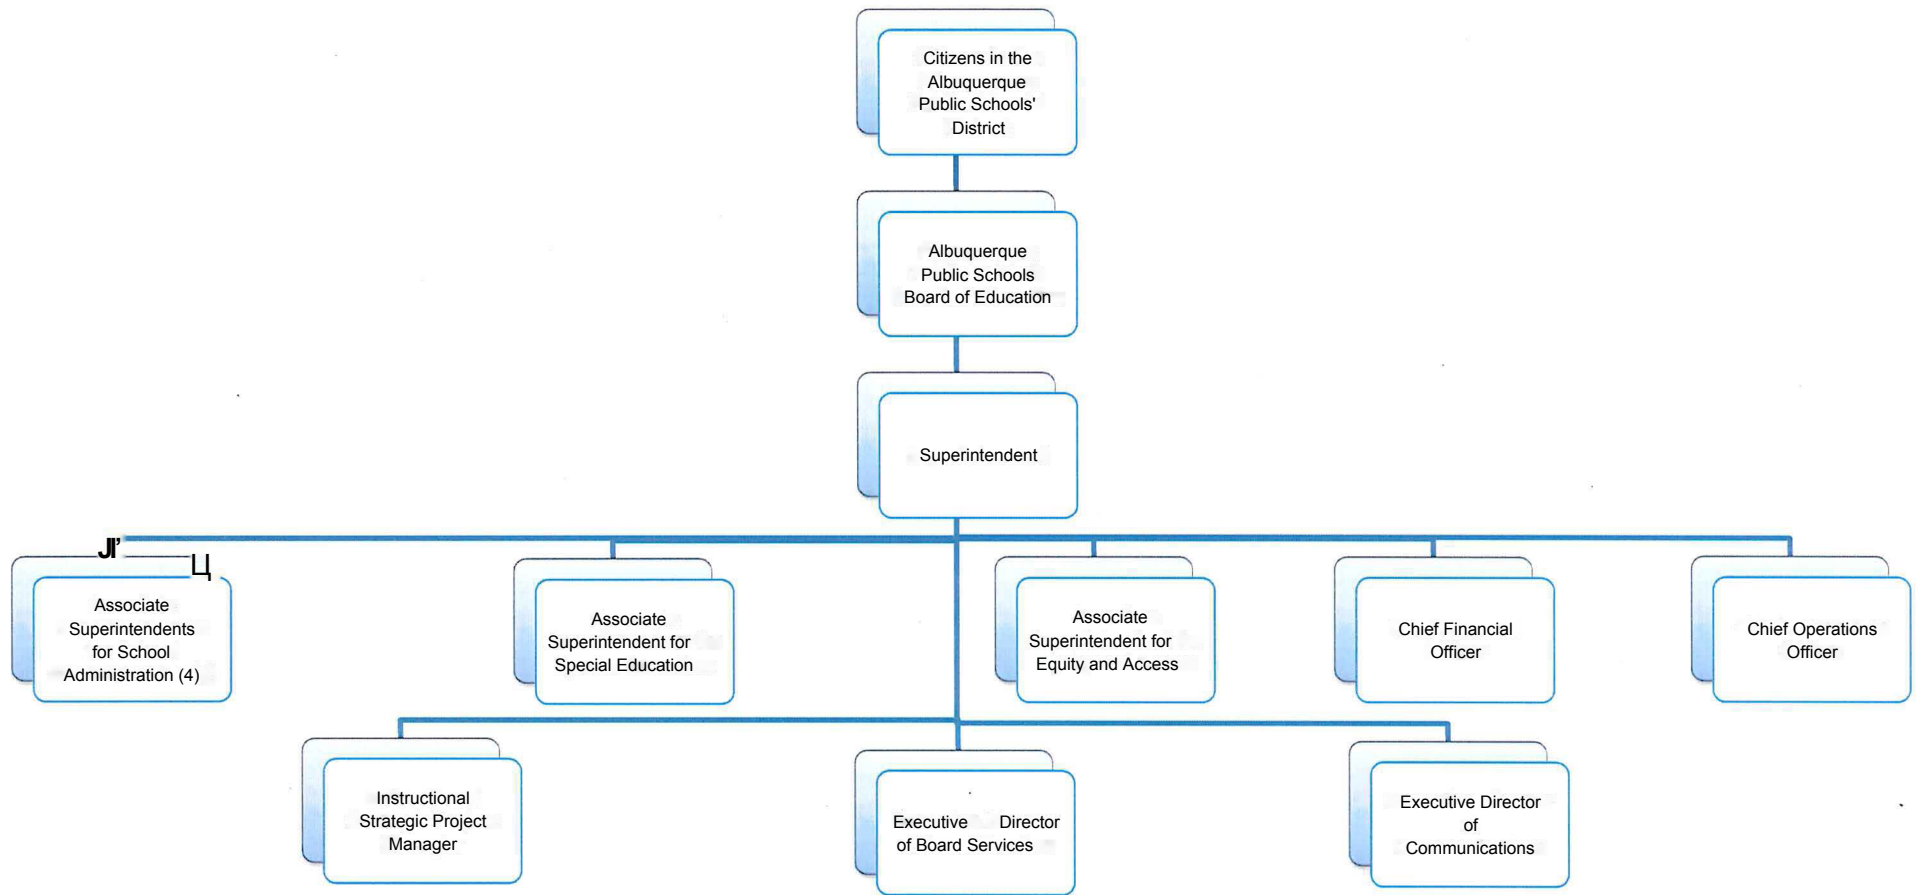 Citizens in the
Albuquerque
Public Schools'
District
Albuquerque
Public Schools
Board of Education
Superintendent
JI’
Ц
Associate
Superintendents
for School
Administration (4)
Associate
Superintendent for
Special Education
Associate
Superintendent for
Equity and Access
Chief Financial
Officer
Chief Operations
Officer
Instructional
Strategic Project
Manager
Executive Director
of Board Services
Executive Director
of
Communications